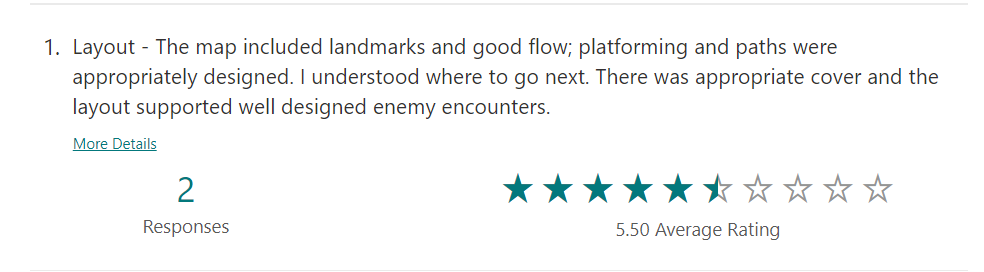 1. Layout - The map included landmarks and good flow; platforming and paths were
appropriately designed. I understood where to go next. There was appropriate cover and the
layout supported well designed enemy encounters.
More Details
2
Responses
5.50 Average Rating